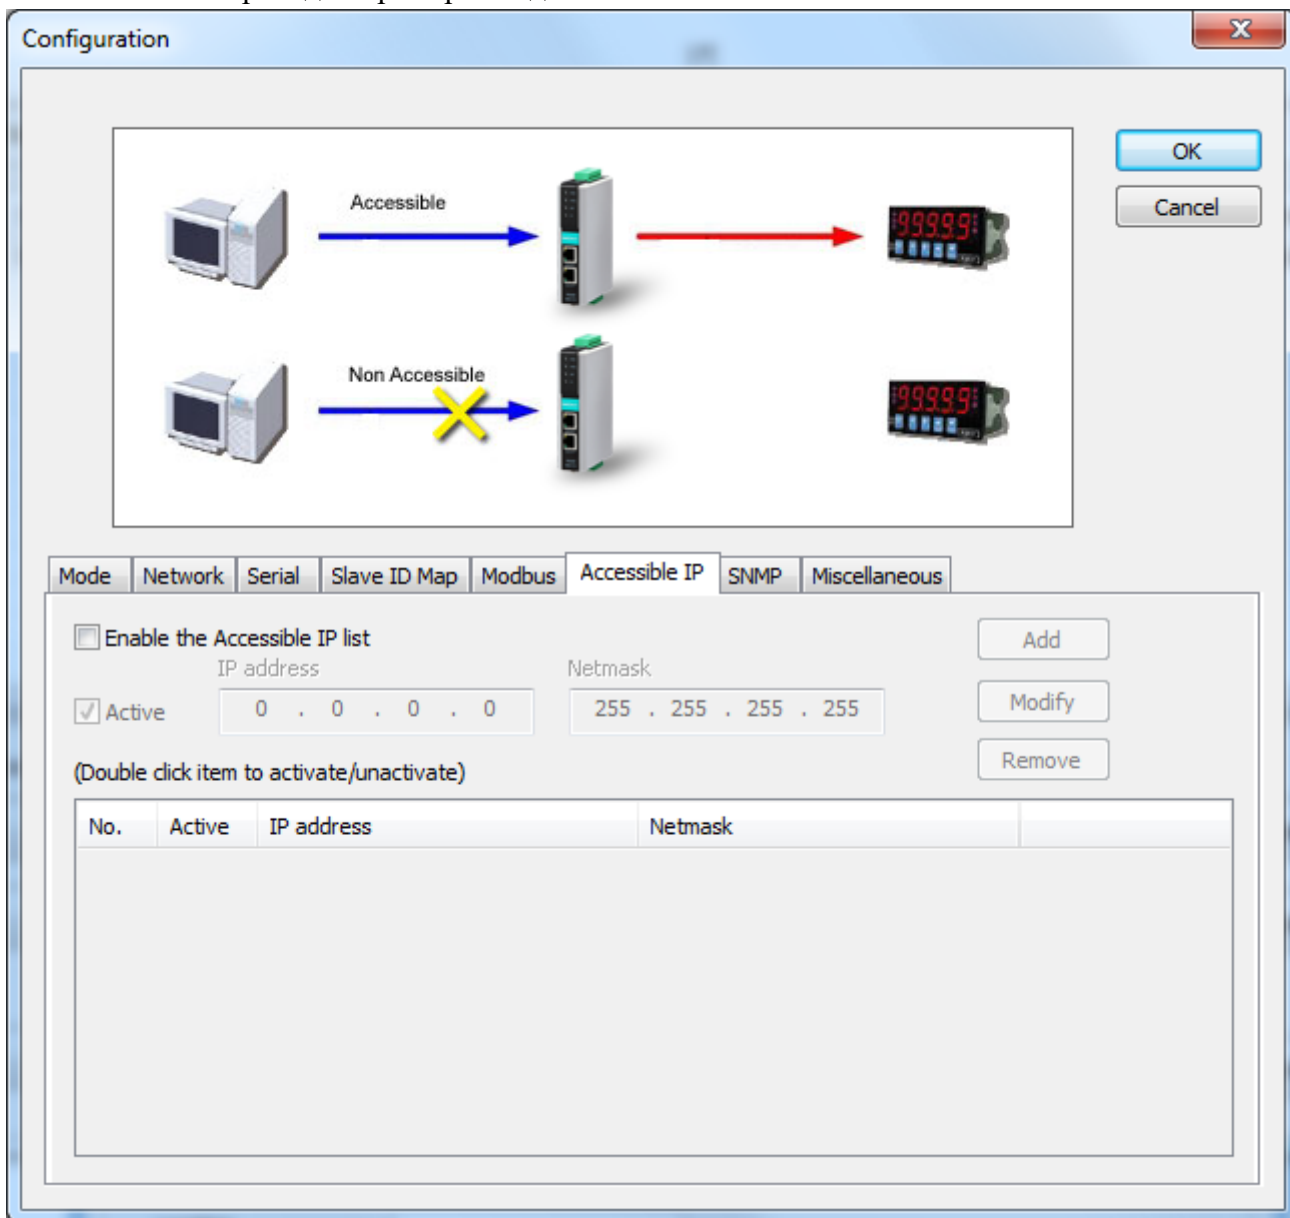 Configuration
OK
Accessible
Cancel
99999
Non Accessible
99999
Mode Network Serial Slave ID Map Modbus Accessible IP SNMP Miscellaneous
Enable the Accessible IP list Add
IP address Netmask
Active 0 . 0 . 0 . 0 255 . 255 . 255 . 255 Modify
(Double click item to activate/unactivate) Remove
No. Active IP address Netmask